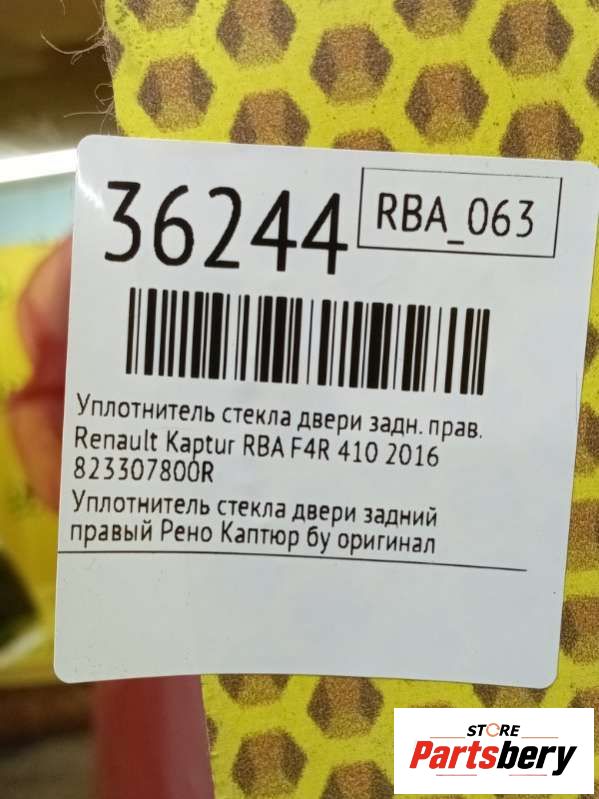 36244
RBA_063
Уплотнитель стекла двери задн. прав.
Renault Kaptur RBA F4R 410 2016
823307800R
Уплотнитель стекла двери задний
правый Рено Каптюр бу оригинал
STORE
Partsbery